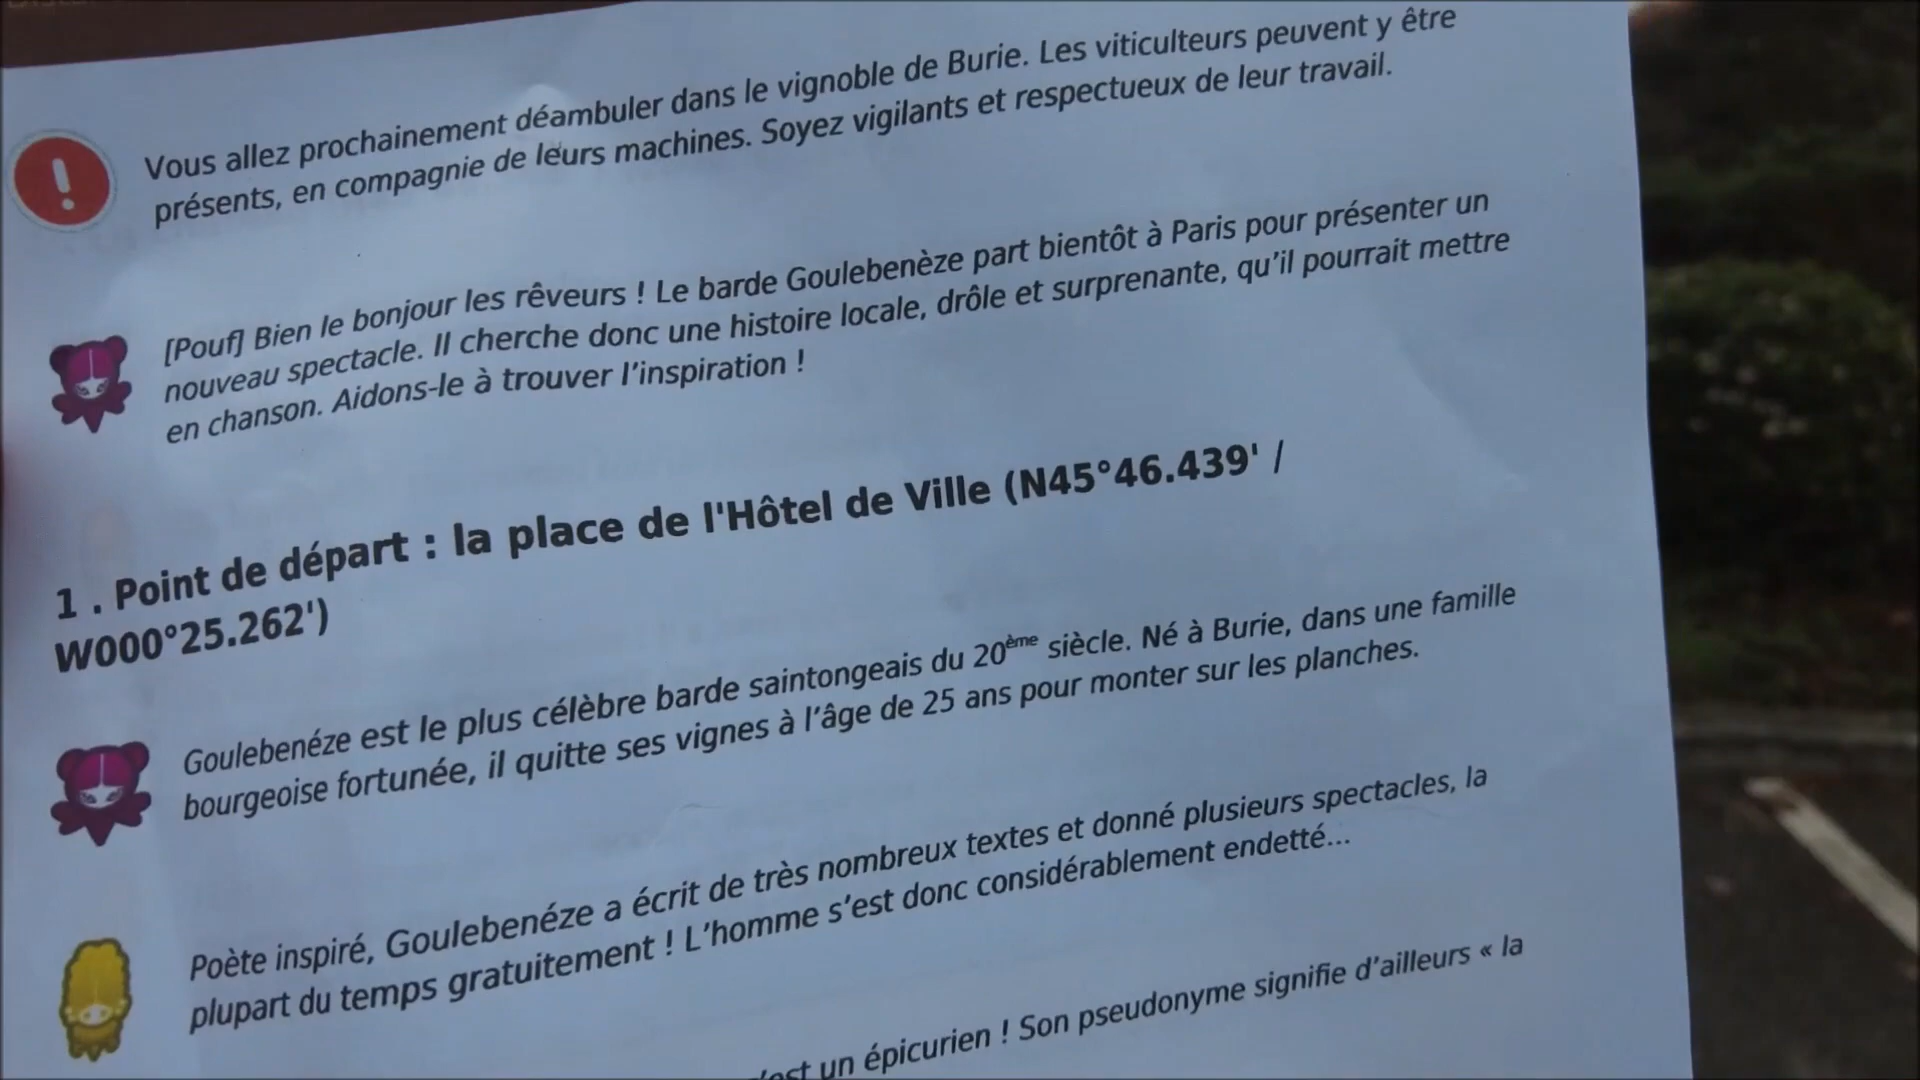 Vous allez prochainement déambuler dans le vignoble de Burie. Les viticulteurs peuvent y être
présents, en compagnie de leurs machines. Soyez vigilants et respectueux de leur travail.
[Pouf] Bien le bonjour les rêveurs ! Le barde Goulebenèze part bientôt à Paris pour présenter un
nouveau spectacle. Il cherche donc une histoire locale, drôle et surprenante, qu'il pourrait mettre
en chanson. Aidons-le à trouver l'inspiration !
1 . Point de départ : la place de l'Hôtel de Ville (N45°46.439' /
W000°25.262')
Goulebenéze est le plus célèbre barde saintongeais du 20ème siècle. Né à Burie, dans une famille
bourgeoise fortunée, il quitte ses vignes à l'âge de 25 ans pour monter sur les planches.
Poète inspiré, Goulebenéze a écrit de très nombreux textes et donné plusieurs spectacles, la
plupart du temps gratuitement ! L'homme s'est donc considérablement endetté...
un épicurien ! Son pseudonyme signifie d'ailleurs « la